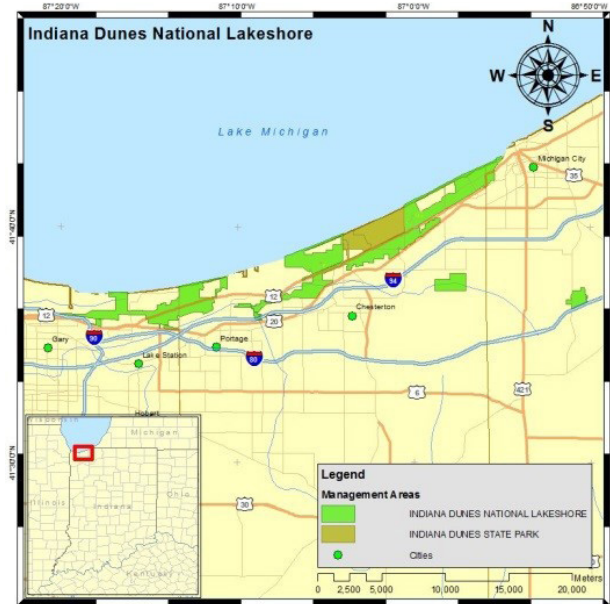 87°20'0"W 87°10'0"W 87°0'0"W 86°50'0"W
Indiana Dunes National Lakeshore
N
W E
S
Lake Michigan
Michigan City
35
41°40'0"N
94
12
Chesterton
12
20
90
Gary
Portage
Lake Station
80
6
421
Hobart
Wisconsin
Michigan
41°30'0"N
Illinois
Indiana
Ohio
Kentucky
30
Legend
Management Areas
INDIANA DUNES NATIONAL LAKESHORE
INDIANA DUNES STATE PARK
Cities
Meters
0 2,500 5,000 10,000 15,000 20,000